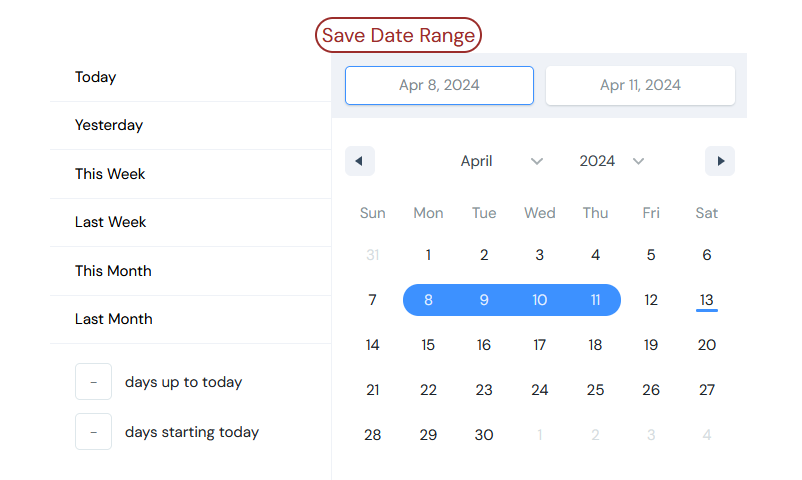 Save Date Range
Today
Yesterday
This Week
Last Week
This Month
Last Month
- days up to today
- days starting today
Apr 8, 2024 Apr 11, 2024
April 2024
Sun Mon Tue Wed Thu Fri Sat
31 1 2 3 4 5 6
7 8 9 10 11 12 13
14 15 16 17 18 19 20
21 22 23 24 25 26 27
28 29 30 1 2 3 4